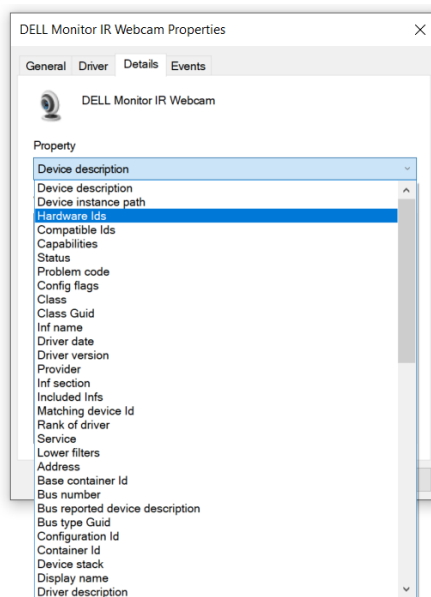 DELL Monitor IR Webcam Properties
General Driver Details Events
DELL Monitor IR Webcam
Property
Device description
Device description
Device instance path
Hardware Ids
Compatible Ids
Capabilities
Status
Problem code
Config flags
Class
Class Guid
Inf name
Driver date
Driver version
Provider
Inf section
Included Infs
Matching device Id
Rank of driver
Service
Lower filters
Address
Base container Id
Bus number
Bus reported device description
Bus type Guid
Configuration Id
Container Id
Device stack
Display name
Driver description